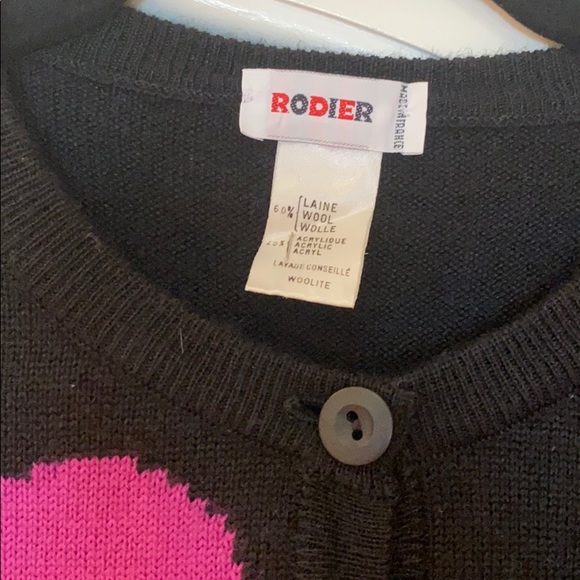 RODIER
MADE IN FRANCE
60% LAINE
WOOL
WOLLE
ACRYLIQUE
ACRYLIC
ACRYL
LAVAGE CONSEILLÉ
WOOLITE